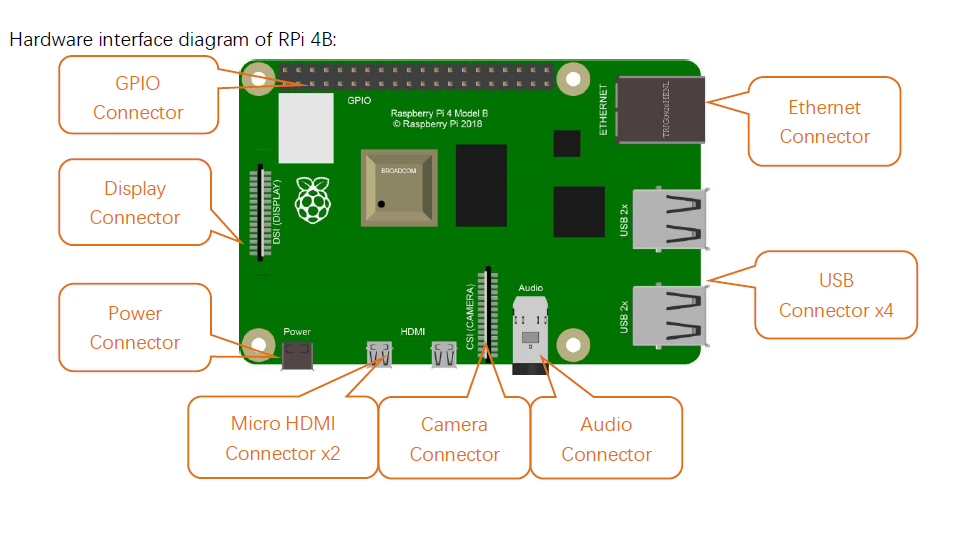 Hardware interface diagram of RPi 4B:
GPIO
Connector
GPIO
Raspberry Pi 4 Model B
© Raspberry Pi 2018
ETHERNET
TRJG0926HENL
Ethernet
Connector
Display
Connector
DSI (DISPLAY)
BROADCOM
USB 2x
USB
Connector x4
Power
Connector
Power
HDMI
CSI (CAMERA)
Audio
USB 2x
Micro HDMI
Connector x2
Camera
Connector
Audio
Connector